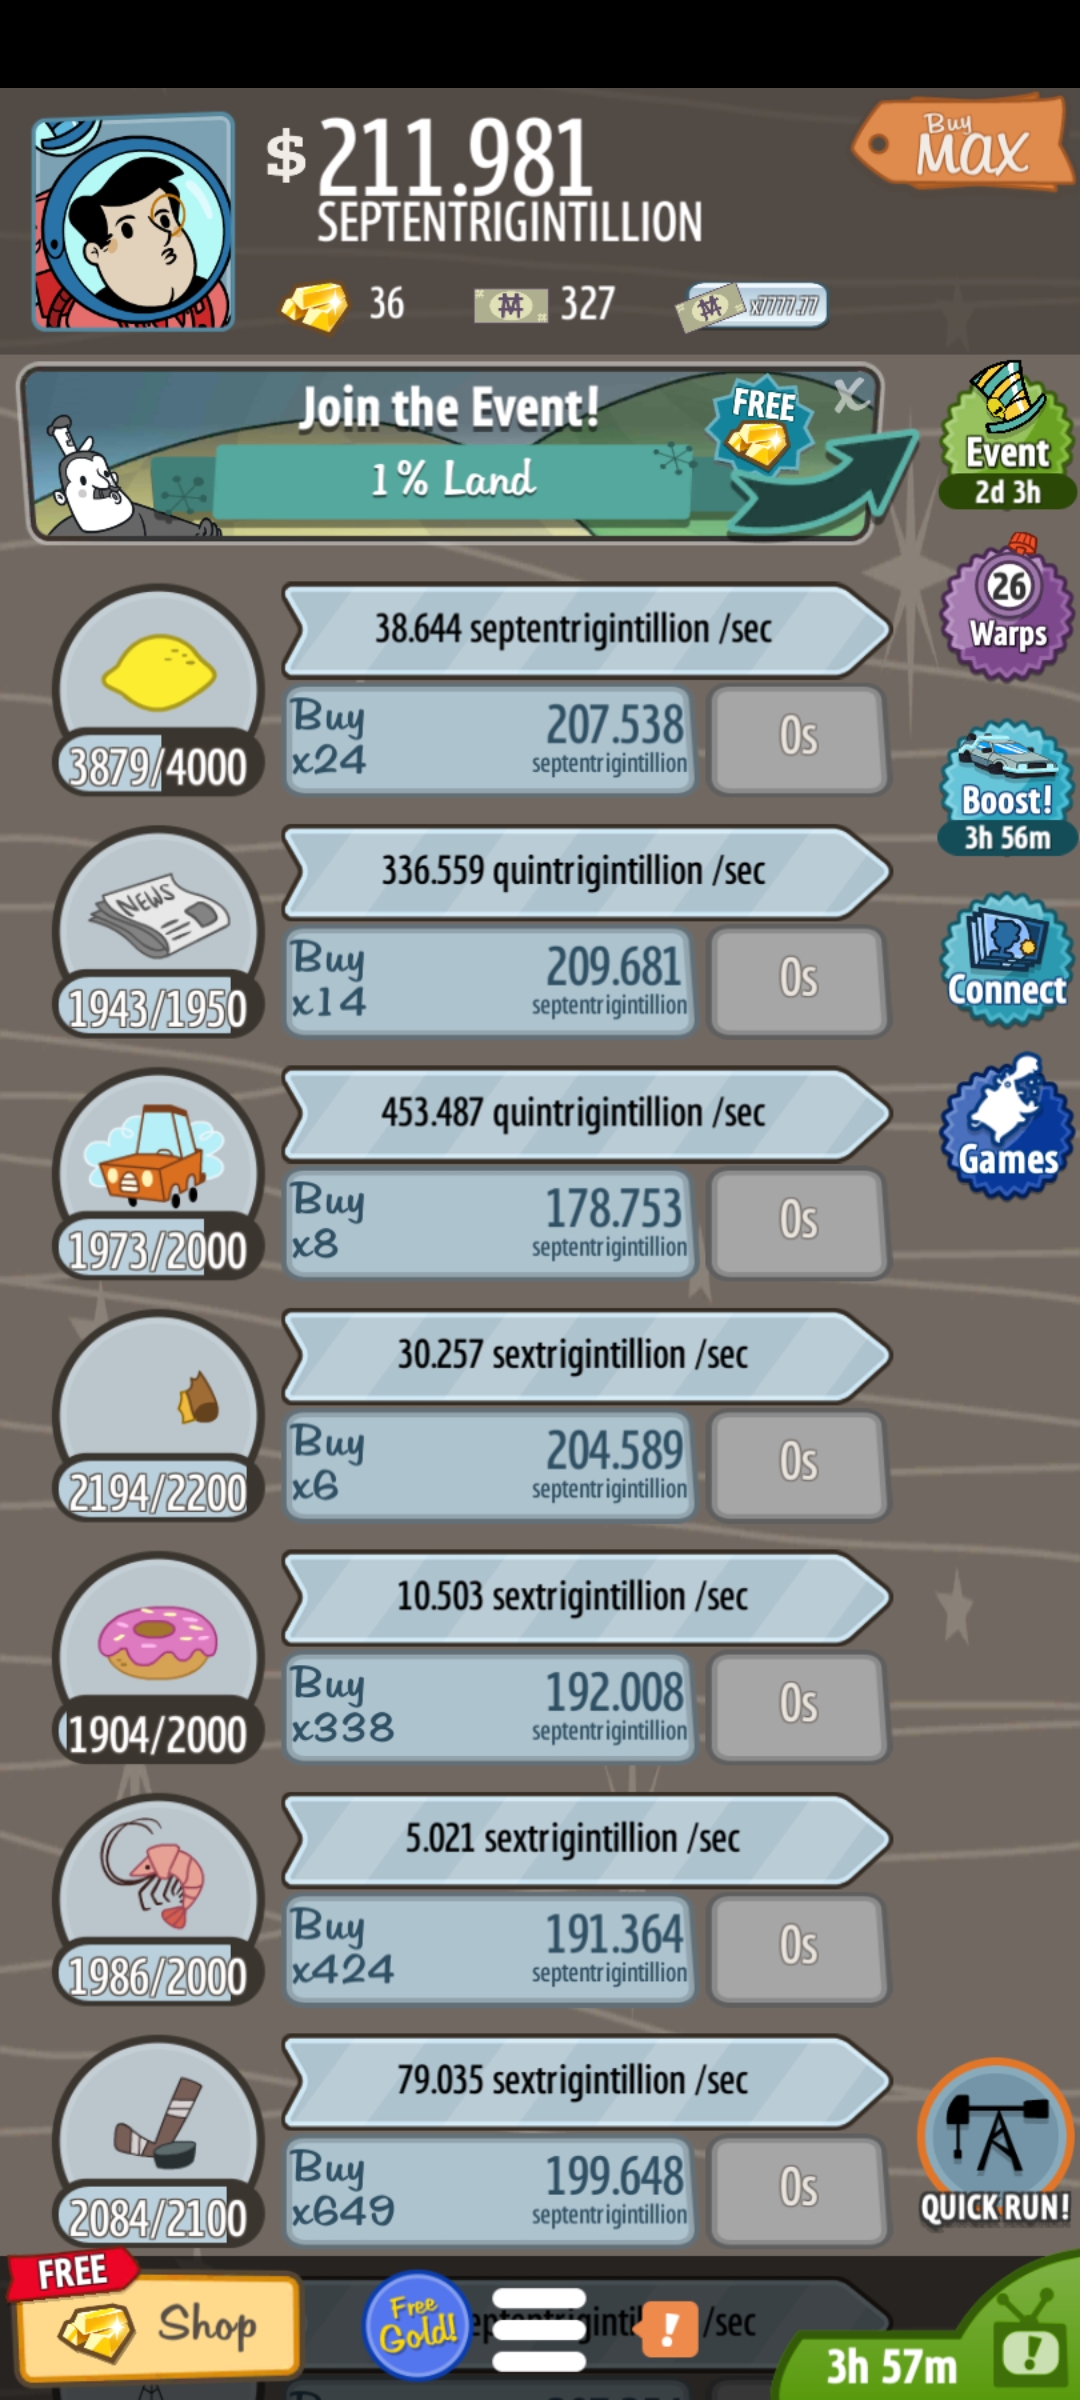 $ 211.981
SEPTENTRIGINTILLION
Buy
MAX
36
327
x7777.77
Join the Event!
1% Land
FREE
X
Event
2d 3h
38.644 septentrigintillion /sec
3879/4000
Buy
x24
207.538
septentrigintillion
0s
26
Warps
336.559 quintrigintillion /sec
NEWS
1943/1950
Buy
x14
209.681
septentrigintillion
0s
Boost!
3h 56m
Connect
453.487 quintrigintillion /sec
1973/2000
Buy
x8
178.753
septentrigintillion
0s
Games
30.257 sextrigintillion /sec
2194/2200
Buy
x6
204.589
septentrigintillion
0s
10.503 sextrigintillion /sec
1904/2000
Buy
x338
192.008
septentrigintillion
0s
5.021 sextrigintillion /sec
1986/2000
Buy
x424
191.364
septentrigintillion
0s
79.035 sextrigintillion /sec
2084/2100
Buy
x649
199.648
septentrigintillion
0s
QUICK RUN!
FREE
Shop
Free
Gold!
!
/sec
3h 57m
!